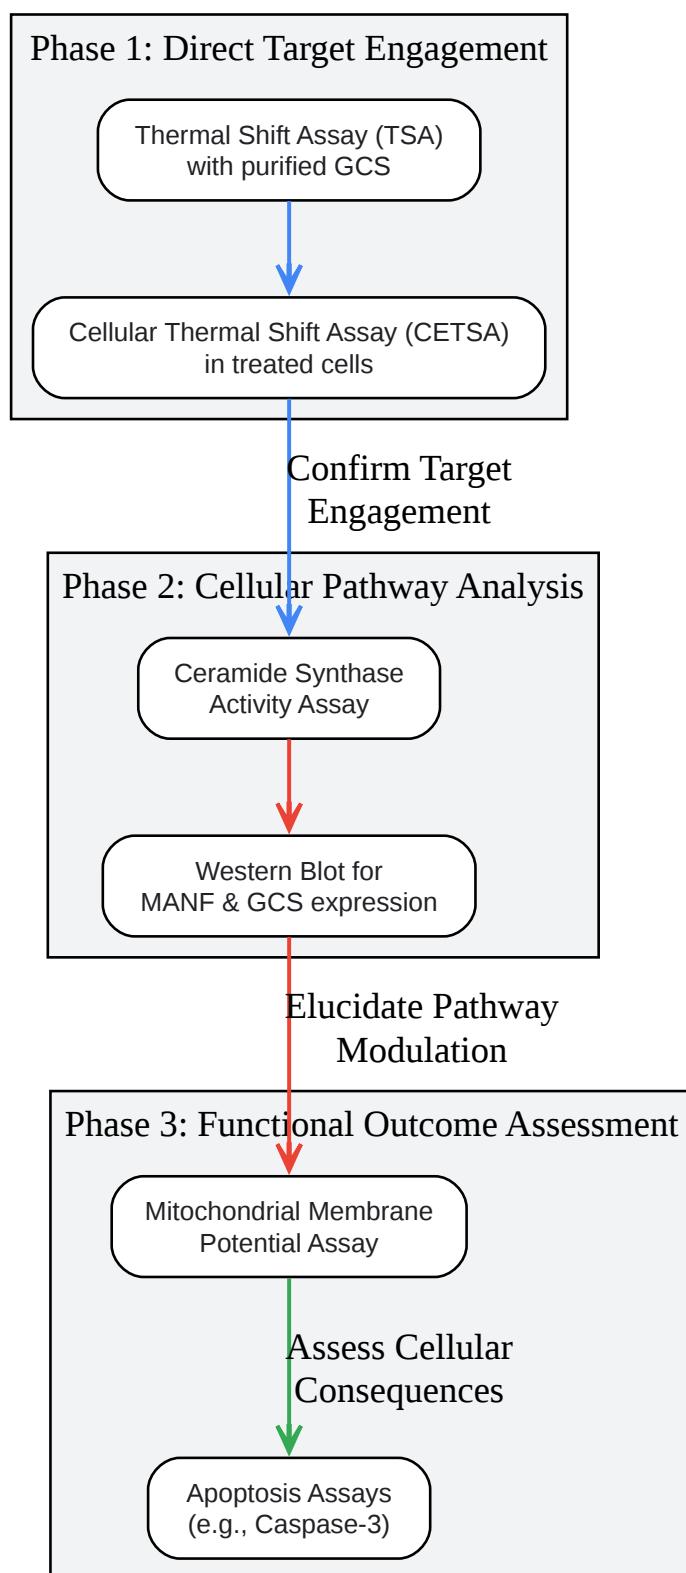 Phase 1: Direct Target Engagement
Thermal Shift Assay (TSA)
with purified GCS
Cellular Thermal Shift Assay (CETSA)
in treated cells
Confirm Target
Engagement
Phase 2: Cellular Pathway Analysis
Ceramide Synthase
Activity Assay
Western Blot for
MANF & GCS expression
Elucidate Pathway
Modulation
Phase 3: Functional Outcome Assessment
Mitochondrial Membrane
Potential Assay
Assess Cellular
Consequences
Apoptosis Assays
(e.g., Caspase-3)